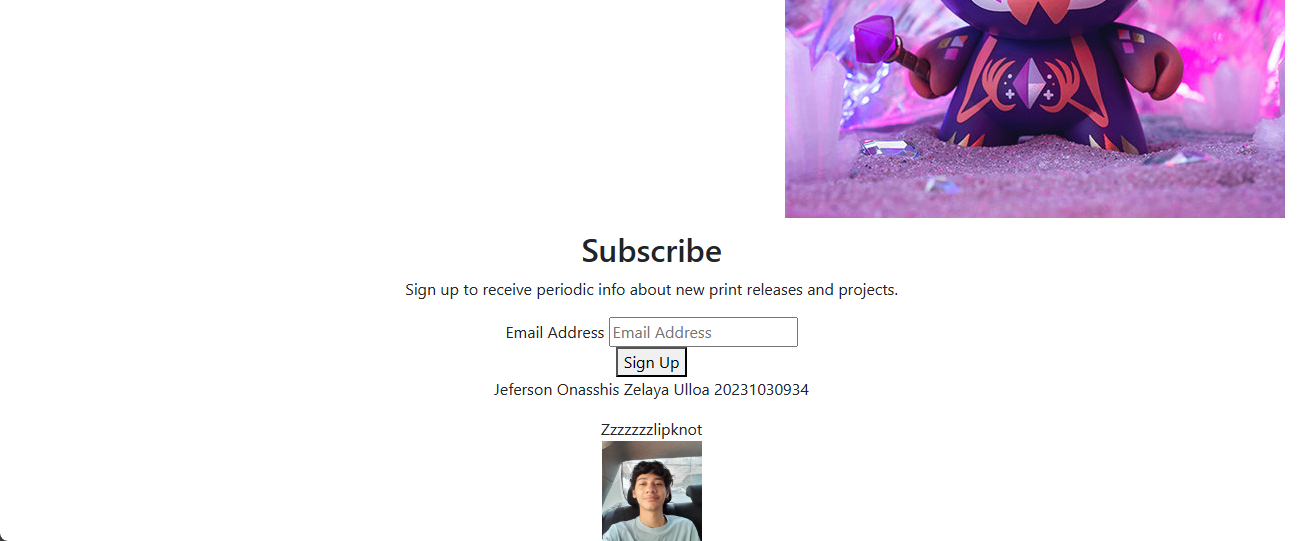 Subscribe
Sign up to receive periodic info about new print releases and projects.
Email Address Email Address
Sign Up
Jeferson Onasshis Zelaya Ulloa 20231030934
Zzzzzzzlipknot